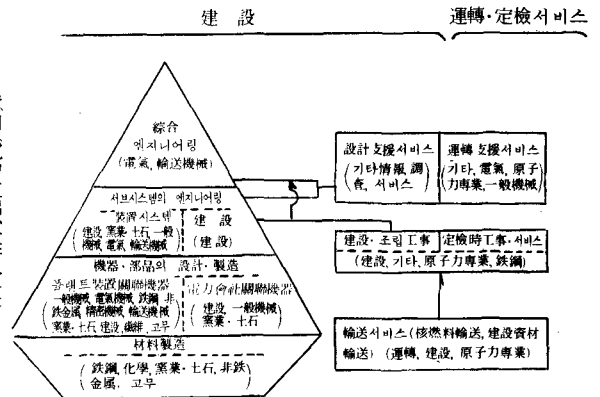 建設
運轉·定檢서비스
綜合
엔지니어링
(電氣, 輸送機械)
서브시스템의 엔지니어링
裝置시스템
(建設, 窯業·土石, 一般
機械, 電氣, 輸送機械)
建設
(建設)
機器·部品의 設計·製造
플랜트裝置關聯機器
一般機械, 電氣機械, 鉄鋼, 非
鉄金属, 精密機械, 輸送機械
窯業·土石, 建設, 纖維, 고무
電力會社關聯機器
(建設, 一般機械
窯業·土石)
材料製造
(鉄鋼, 化學, 窯業·土石, 非鉄
金属, 고무)
設計支援서비스
(기타情報, 調
査, 서비스)
運轉支援서비스
(기타, 電氣, 原子
力專業, 一般機械)
建設·조립工事
定檢時工事·서비스
(建設, 기타, 原子力專業, 鉄鋼)
輸送서비스(核燃料輸送, 建設資材
輸送) (運轉, 建設, 原子力專業)